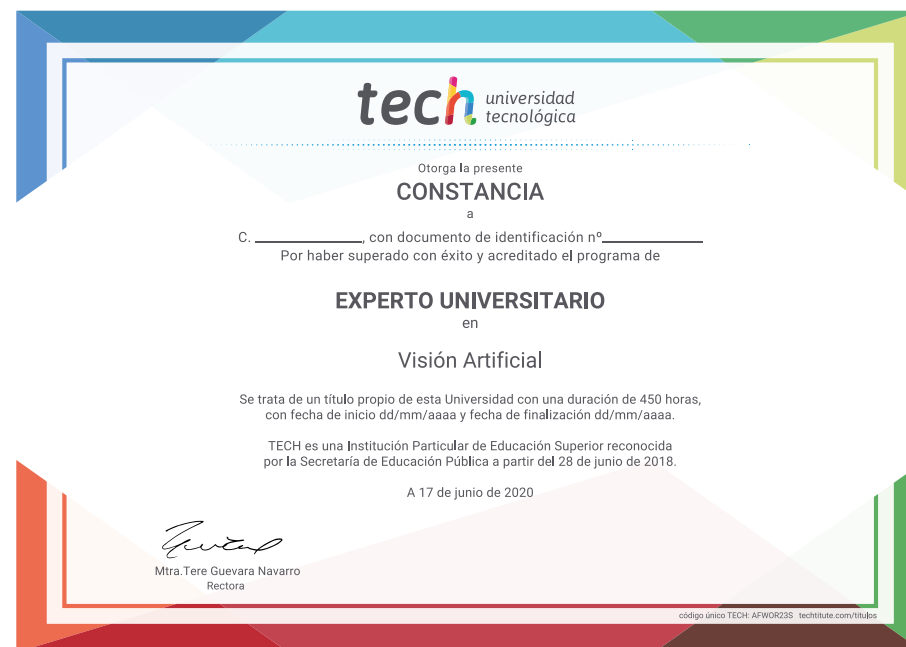 tech universidad
tecnológica
Otorga la presente
CONSTANCIA
a
C. ____________, con documento de identificación nº____________
Por haber superado con éxito y acreditado el programa de
EXPERTO UNIVERSITARIO
en
Visión Artificial
Se trata de un título propio de esta Universidad con una duración de 450 horas,
con fecha de inicio dd/mm/aaaa y fecha de finalización dd/mm/aaaa.
TECH es una Institución Particular de Educación Superior reconocida
por la Secretaría de Educación Pública a partir del 28 de junio de 2018.
A 17 de junio de 2020
Mtra.Tere Guevara Navarro
Rectora
código único TECH: AFWOR23S techtitute.com/titulos